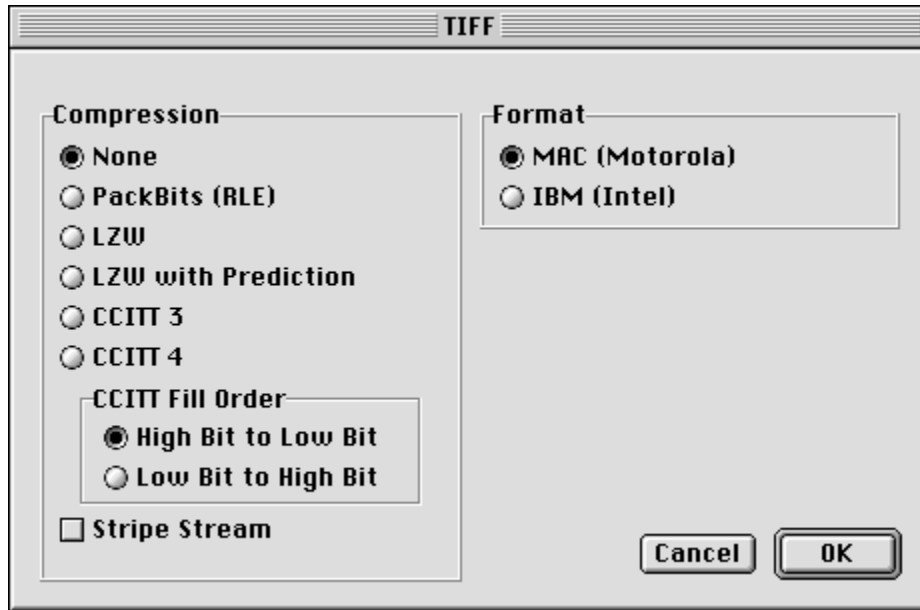 TIFF
Compression
None
PackBits (RLE)
LZW
LZW with Prediction
CCITT 3
CCITT 4
CCITT Fill Order
High Bit to Low Bit
Low Bit to High Bit
Stripe Stream
Format
MAC (Motorola)
IBM (Intel)
Cancel
OK